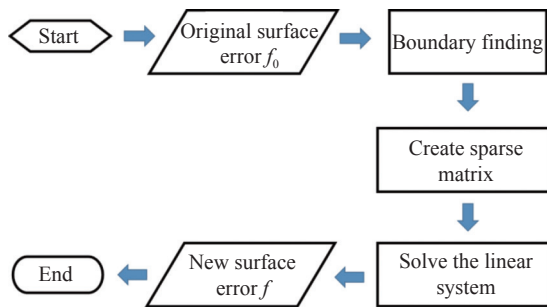 Start
Original surface
error f₀
Boundary finding
Create sparse
matrix
Solve the linear
system
New surface
error f
End